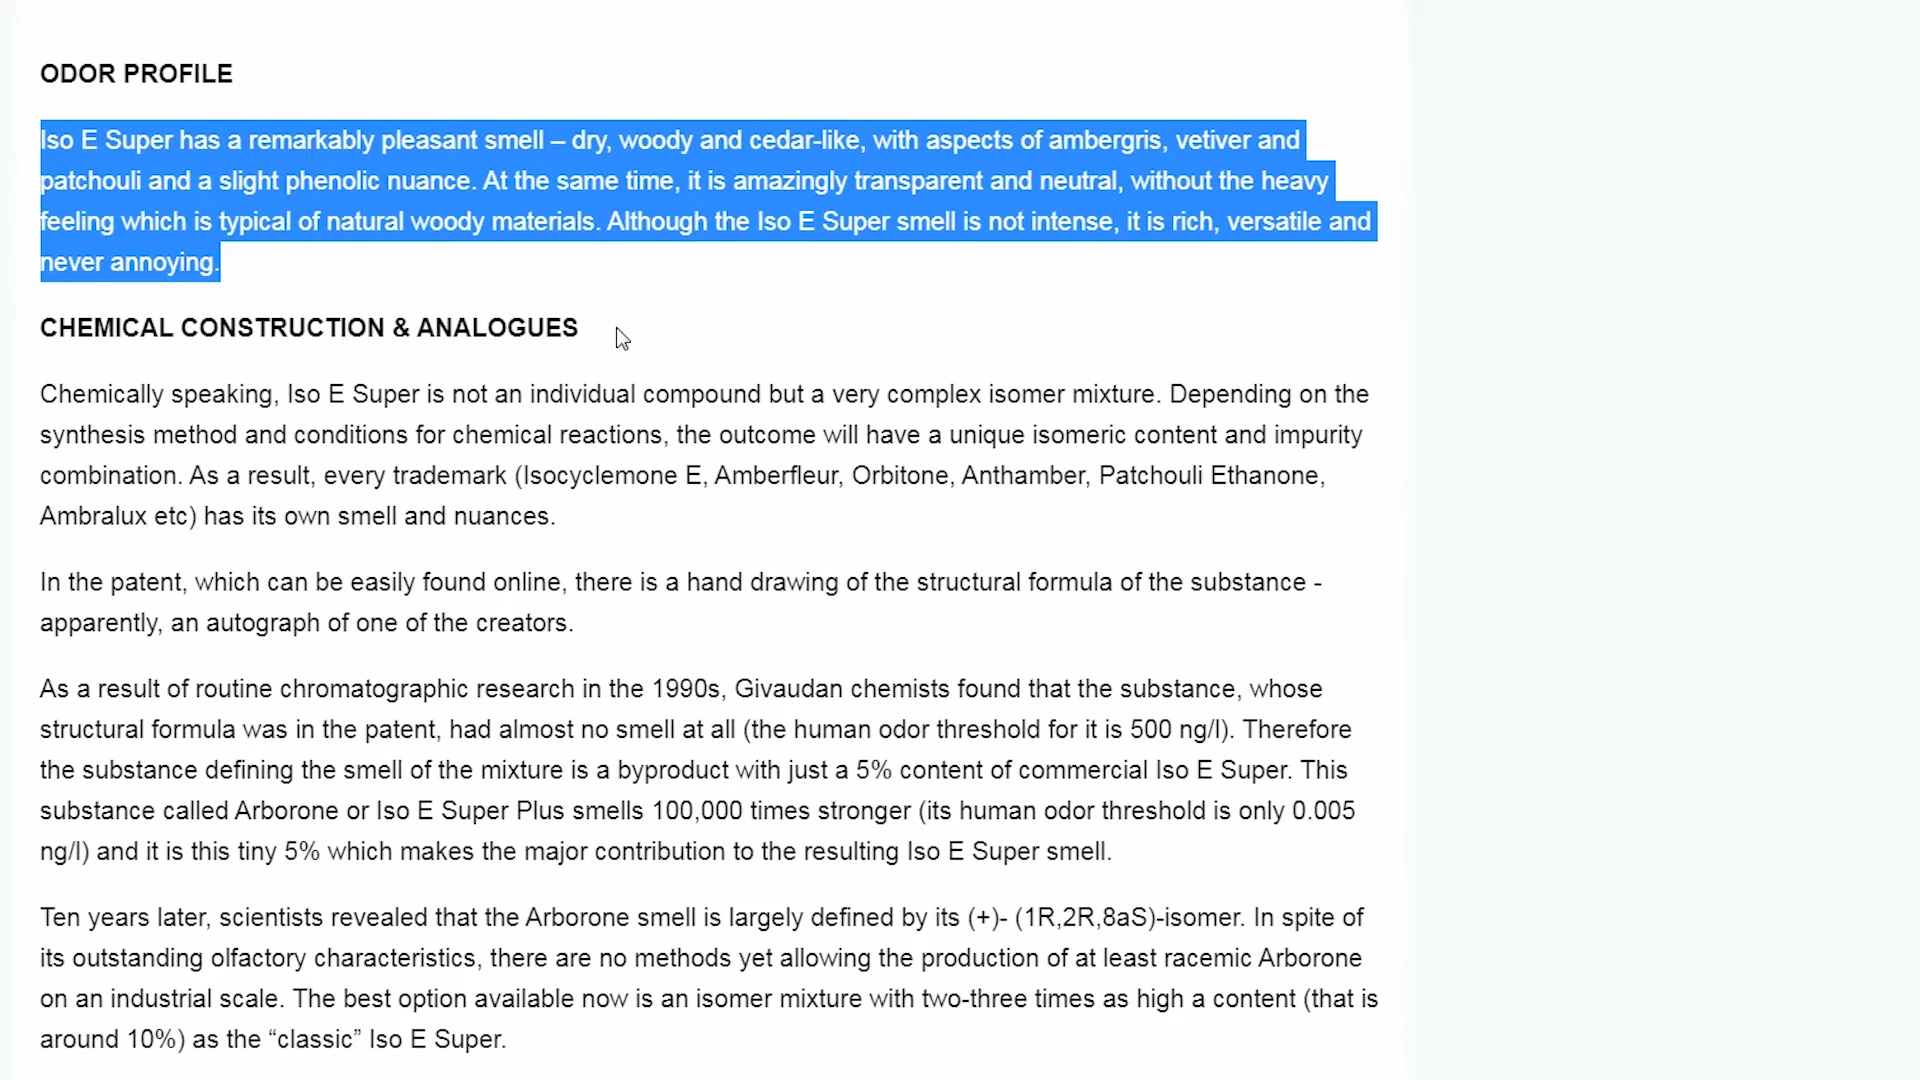 ODOR PROFILE
Iso E Super has a remarkably pleasant smell – dry, woody and cedar-like, with aspects of ambergris, vetiver and
patchouli and a slight phenolic nuance. At the same time, it is amazingly transparent and neutral, without the heavy
feeling which is typical of natural woody materials. Although the Iso E Super smell is not intense, it is rich, versatile and
never annoying.
CHEMICAL CONSTRUCTION & ANALOGUES
Chemically speaking, Iso E Super is not an individual compound but a very complex isomer mixture. Depending on the
synthesis method and conditions for chemical reactions, the outcome will have a unique isomeric content and impurity
combination. As a result, every trademark (Isocyclemone E, Amberfleur, Orbitone, Anthamber, Patchouli Ethanone,
Ambralux etc) has its own smell and nuances.
In the patent, which can be easily found online, there is a hand drawing of the structural formula of the substance -
apparently, an autograph of one of the creators.
As a result of routine chromatographic research in the 1990s, Givaudan chemists found that the substance, whose
structural formula was in the patent, had almost no smell at all (the human odor threshold for it is 500 ng/l). Therefore
the substance defining the smell of the mixture is a byproduct with just a 5% content of commercial Iso E Super. This
substance called Arborone or Iso E Super Plus smells 100,000 times stronger (its human odor threshold is only 0.005
ng/l) and it is this tiny 5% which makes the major contribution to the resulting Iso E Super smell.
Ten years later, scientists revealed that the Arborone smell is largely defined by its (+)- (1R,2R,8aS)-isomer. In spite of
its outstanding olfactory characteristics, there are no methods yet allowing the production of at least racemic Arborone
on an industrial scale. The best option available now is an isomer mixture with two-three times as high a content (that is
around 10%) as the “classic” Iso E Super.